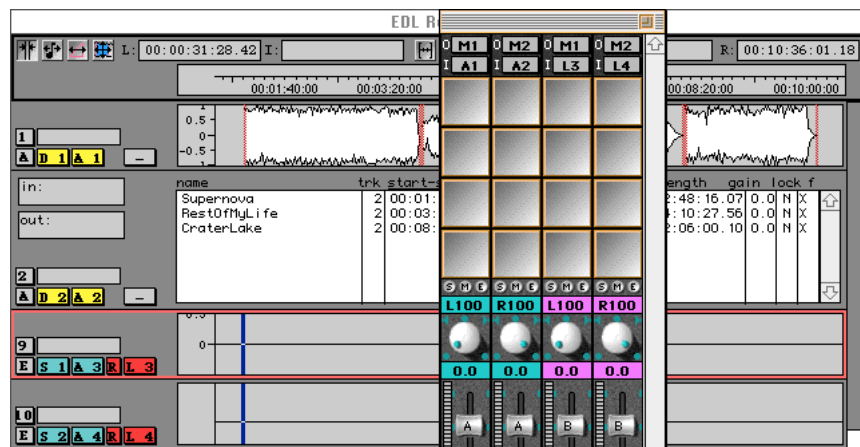 EDL R
L: 00:00:31:28.42 I:
R: 00:10:36:01.18
O M1 O M2 O M1 O M2
I A1 I A2 I L3 I L4
00:01:40:00 00:03:20:00 00:08:20:00 00:10:00:00
1
0.5
0
-0.5
1
A D 1 A 1 -
in:
out:
name trk start-s ength gain lock f
Supernova 2 00:01: :48:16.07 0.0 N X
RestOfMyLife 2 00:03: :10:27.56 0.0 N X
CraterLake 2 00:08: :06:00.10 0.0 N X
2
A D 2 A 2 -
S M E S M E S M E S M E
L100 R100 L100 R100
0.0 0.0 0.0 0.0
A A B B
9
0
E S 1 A 3 R L 3
10
E S 2 A 4 R L 4